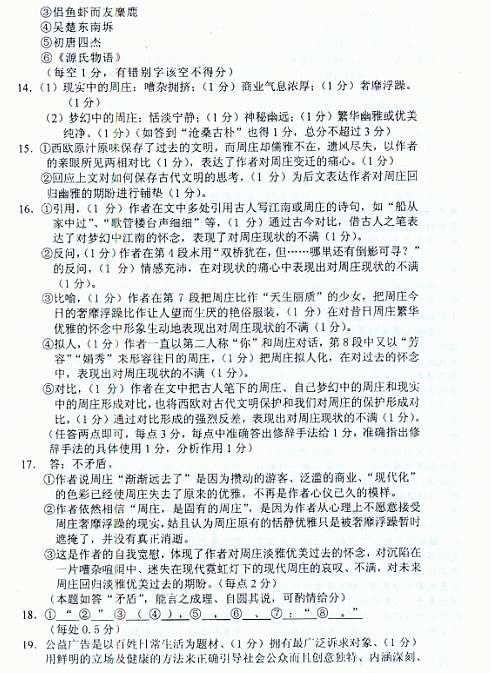 ③侣鱼虾而友麋鹿
④吴楚东南坼
⑤初唐四杰
⑥《源氏物语》
(每空1分，有错别字该空不得分)
14.(1)现实中的周庄：嘈杂拥挤；(1分)商业气息浓厚；(1分)奢靡浮躁。
(1分)
(2)梦幻中的周庄：恬淡宁静；(1分)神秘幽远；(1分)繁华幽雅或优美
纯净。(1分)(如答到“沧桑古朴”也得1分，总分不超过3分)
15.①西欧原汁原味保存了过去的文明，而周庄却儒雅不在，遗风尽失，以作者
的亲眼所见两相对比(1分)，表达了作者对周庄变迁的痛心。(1分)
②回应上文对如何保存古代文明的思考，(1分)为后文表达作者对周庄回
归幽雅的期盼进行铺垫(1分)。
16.①引用，(1分)作者在文中多处引用古人写江南或周庄的诗句，如“船从
家中过”、“歌管楼台声细细”等，(1分)通过古今对比，借古人之笔表
达了对梦幻中江南的怀念，表现了对周庄现状的不满(1分)。
②反问，(1分)作者在第4段末用“双桥犹在，但……哪里还有倒影可寻？”
的反问，(1分)情感充沛，在对现状的痛心中表现出对周庄现状的不满
(1分)。
③比喻，(1分)作者在第7段把周庄比作“天生丽质”的少女，把周庄今
日的奢靡浮躁比作让人望而生厌的艳俗服装，(1分)在对昔日周庄繁华
优雅的怀念中形象生动地表现出对周庄现状的不满(1分)。
④拟人，(1分)作者一直以第二人称“你”和周庄对话，第8段中又以“芳
容”“娟秀”来形容往日的周庄，(1分)把周庄拟人化，在对过去的怀念
中，表现出对周庄现状的不满(1分)。
⑤对比，(1分)作者在文中把古人笔下的周庄、自己梦幻中的周庄和现实
中的周庄形成对比，也将西欧对古代文明保护和我们对周庄的保护形成对
比，(1分)通过对比形成的强烈反差，表现出对周庄现状的不满(1分)。
(任答两点即可，每点3分，每点中准确答出修辞手法给1分，准确指出修
辞手法的具体使用1分，分析作用1分)
17. 答：不矛盾。
①作者说周庄“渐渐远去了”是因为攒动的游客、泛滥的商业、“现代化”
的色彩已经使周庄失去了原来的优雅，不再是作者心仪已久的模样。
②作者依然相信“周庄，是固有的周庄”，是因为作者从心理上不愿意接受
周庄奢靡浮躁的现实，姑且认为周庄原有的恬静优雅只是被奢靡浮躁暂时
遮掩了，并没有真正消逝。
③这是作者的自我宽慰，体现了作者对周庄淡雅优美过去的怀念，对沉陷在
一片嘈杂喧闹中、迷失在现代霓虹灯下的现代周庄的哀叹、不满，对未来
周庄回归淡雅优美过去的期盼。(每点2分)
(本题如答“矛盾”，能言之成理、自圆其说，可酌情给分)
18.①“②”③(④)，⑤，⑥、⑦：“⑧。”
(每处0.5分)
19.公益广告是以百姓日常生活为题材、(1分)拥有最广泛诉求对象、(1分)
用鲜明的立场及健康的方法来正确引导社会公众而且创意独特、内涵深刻、